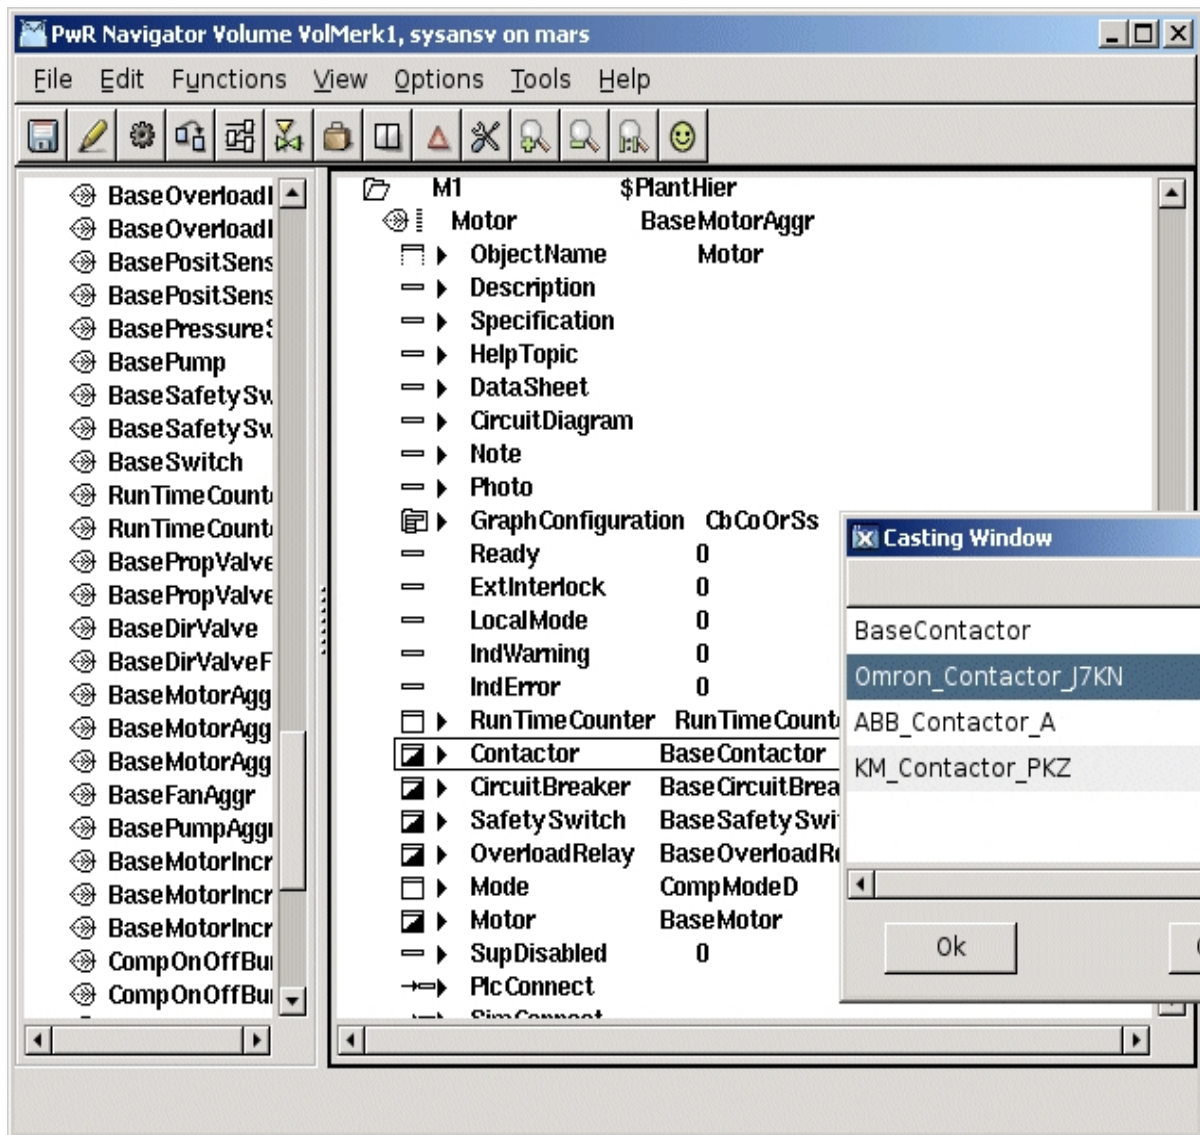 PwR Navigator Volume VolMerk1, sysansv on mars
File Edit Functions View Options Tools Help
BaseOverloadI
BaseOverloadI
BasePositSens
BasePositSens
BasePressureS
BasePump
BaseSafetySw
BaseSafetySw
BaseSwitch
RunTimeCount
RunTimeCount
BasePropValve
BasePropValve
BaseDirValve
BaseDirValveF
BaseMotorAgg
BaseMotorAgg
BaseMotorAgg
BaseFanAggr
BasePumpAggr
BaseMotorIncr
BaseMotorIncr
BaseMotorIncr
CompOnOffBu
CompOnOffBu
M1 $PlantHier
Motor BaseMotorAggr
ObjectName Motor
Description
Specification
HelpTopic
DataSheet
CircuitDiagram
Note
Photo
GraphConfiguration CbCoOrSs
Ready 0
ExtInterlock 0
LocalMode 0
IndWarning 0
IndError 0
RunTimeCounter RunTimeCount
Contactor BaseContactor
CircuitBreaker BaseCircuitBrea
SafetySwitch BaseSafetySwi
OverloadRelay BaseOverloadRe
Mode CompModeD
Motor BaseMotor
SupDisabled 0
PlcConnect
SimConnect
Casting Window
BaseContactor
Omron_Contactor_J7KN
ABB_Contactor_A
KM_Contactor_PKZ
Ok